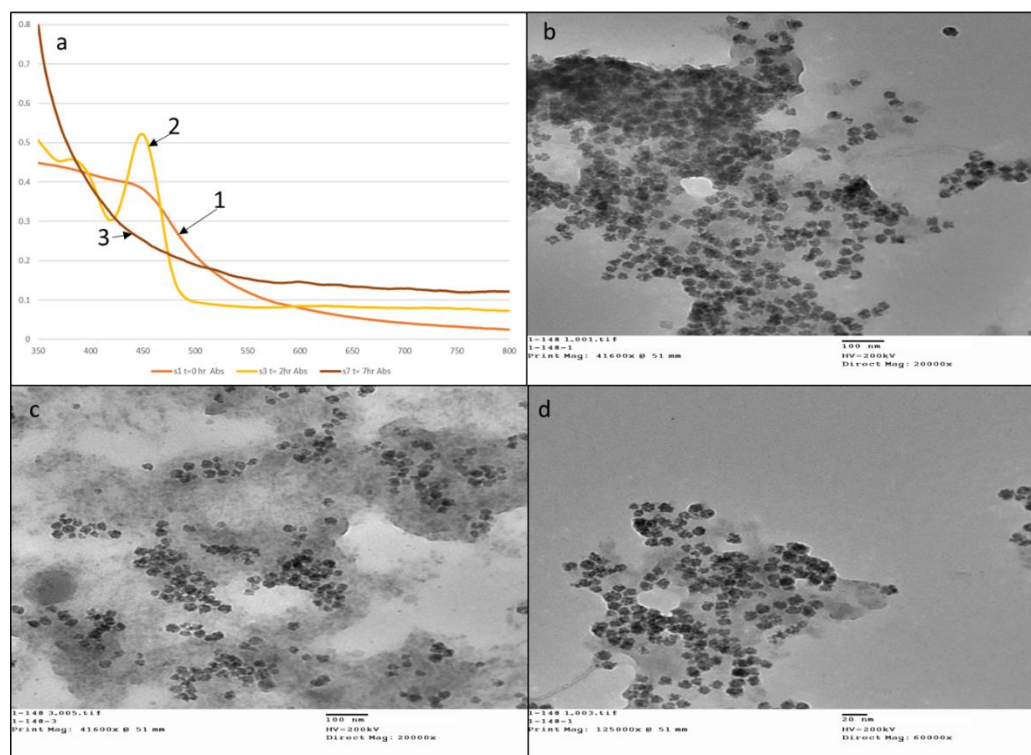 a
0.8
0.7
0.6
0.5
0.4
0.3
0.2
0.1
0
2
1
3
350 400 450 500 550 600 650 700 750 800
s1 t=0 hr Abs s3 t= 2hr Abs s7 t= 7hr Abs
b
1-148 1.001.tif
1-148-1
Print Mag: 41600x @ 51 mm
100 nm
HV=200kV
Direct Mag: 20000x
c
1-148 3.005.tif
1-148-3
Print Mag: 41600x @ 51 mm
100 nm
HV=200kV
Direct Mag: 20000x
d
1-148 1.003.tif
1-148-1
Print Mag: 125000x @ 51 mm
20 nm
HV=200kV
Direct Mag: 60000x